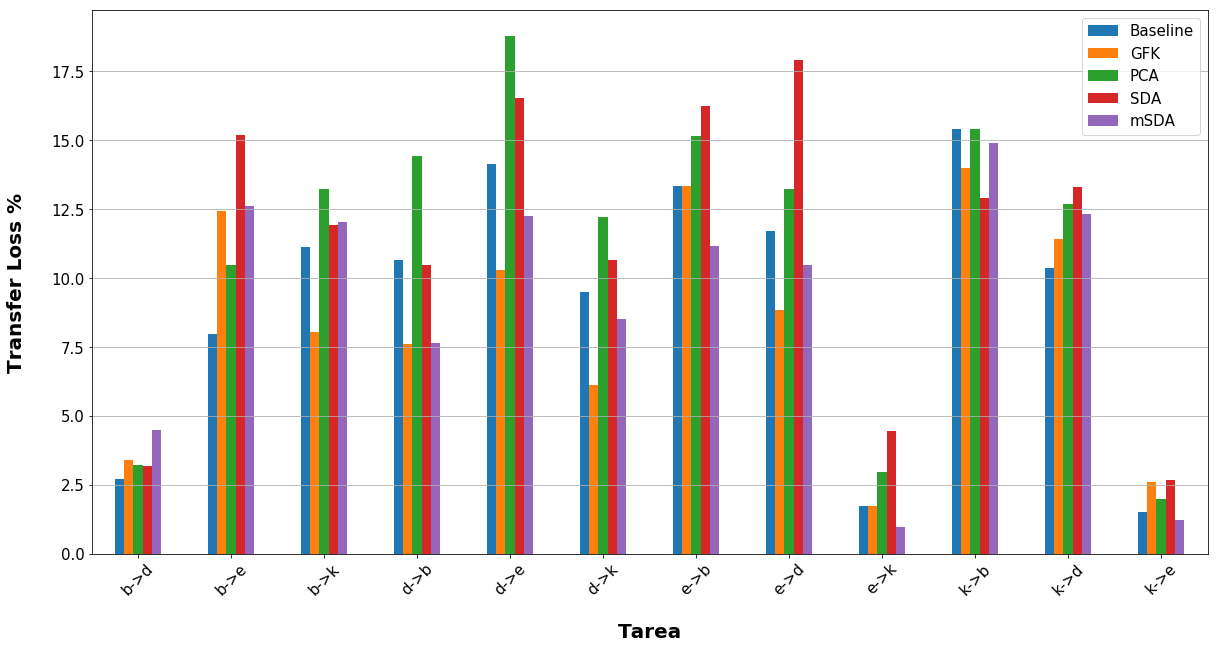 Transfer Loss %
17.5
15.0
12.5
10.0
7.5
5.0
2.5
0.0
Baseline
GFK
PCA
SDA
mSDA
b->d
b->e
b->k
d->b
d->e
d->k
e->b
e->d
e->k
k->b
k->d
k->e
Tarea